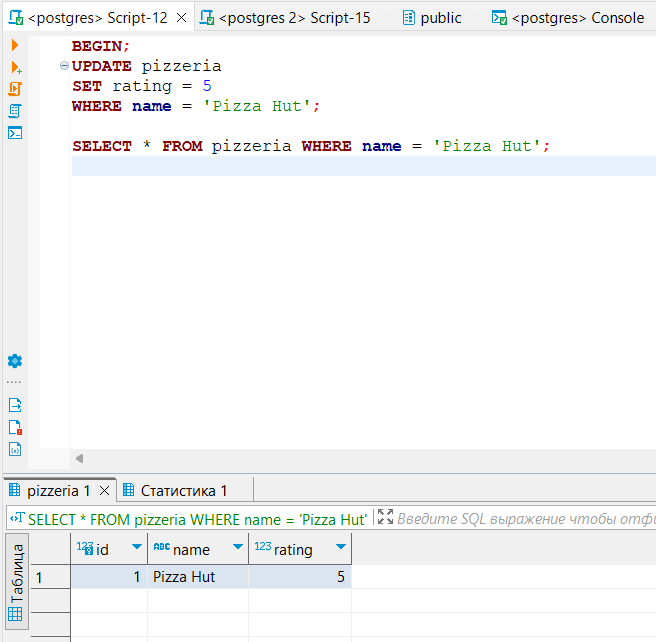 <postgres> Script-12 <postgres 2> Script-15 public <postgres> Console
BEGIN;
UPDATE pizzeria
SET rating = 5
WHERE name = 'Pizza Hut';
SELECT * FROM pizzeria WHERE name = 'Pizza Hut';
pizzeria 1 Статистика 1
SELECT * FROM pizzeria WHERE name = 'Pizza Hut' Введите SQL выражение чтобы отфи
Таблица
123 id ABC name 123 rating
1 1 Pizza Hut 5